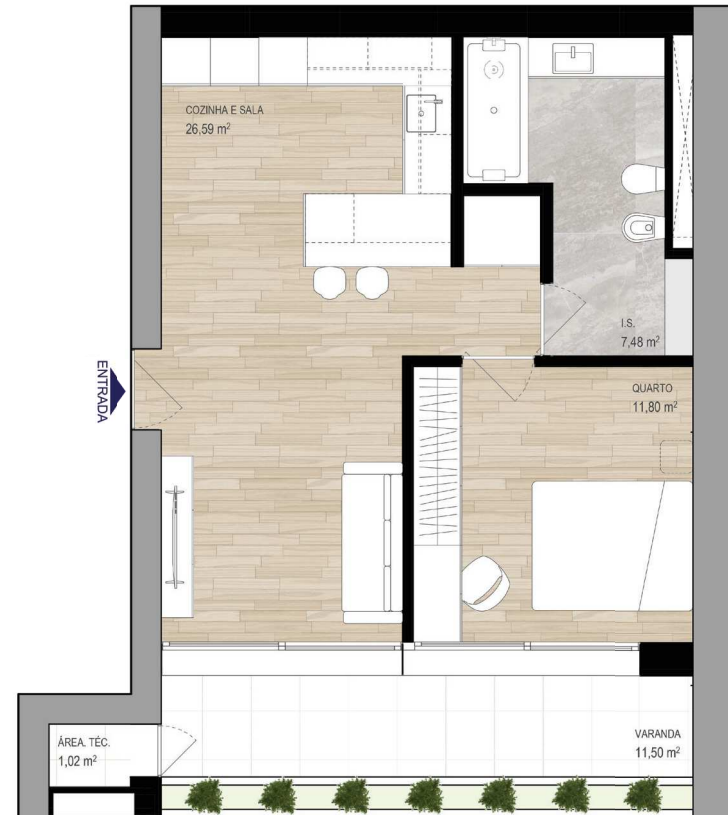 COZINHA E SALA
26,59 m²
I.S.
7,48 m²
ENTRADA
QUARTO
11,80 m²
ÁREA. TÉC.
1,02 m²
VARANDA
11,50 m²